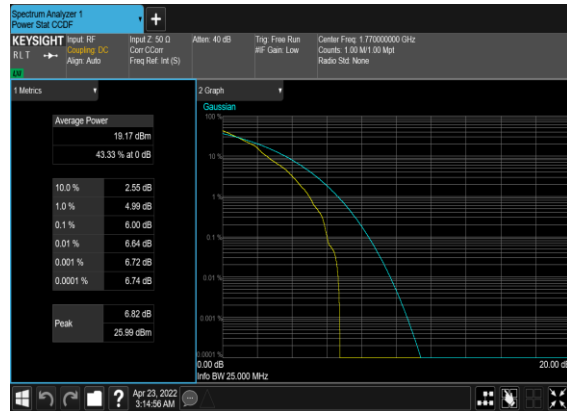 Spectrum Analyzer 1
Power Stat CCDF
+
KEYSIGHT
RLT
LV
Input: RF
Coupling: DC
Align: Auto
Input Z: 50 Ω
Corr CCorr
Freq Ref: Int (S)
Atten: 40 dB
Trig: Free Run
#IF Gain: Low
Center Freq: 1.770000000 GHz
Counts: 1.00 M/1.00 Mpt
Radio Std: None
1 Metrics
Average Power
19.17 dBm
43.33 % at 0 dB
10.0 % 2.55 dB
1.0 % 4.99 dB
0.1 % 6.00 dB
0.01 % 6.64 dB
0.001 % 6.72 dB
0.0001 % 6.74 dB
Peak
6.82 dB
25.99 dBm
2 Graph
Gaussian
100 %
10 %
1 %
0.1 %
0.01 %
0.001 %
0.0001 %
0.00 dB
20.00 dB
Info BW 25.000 MHz
?
Apr 23, 2022
3:14:56 AM